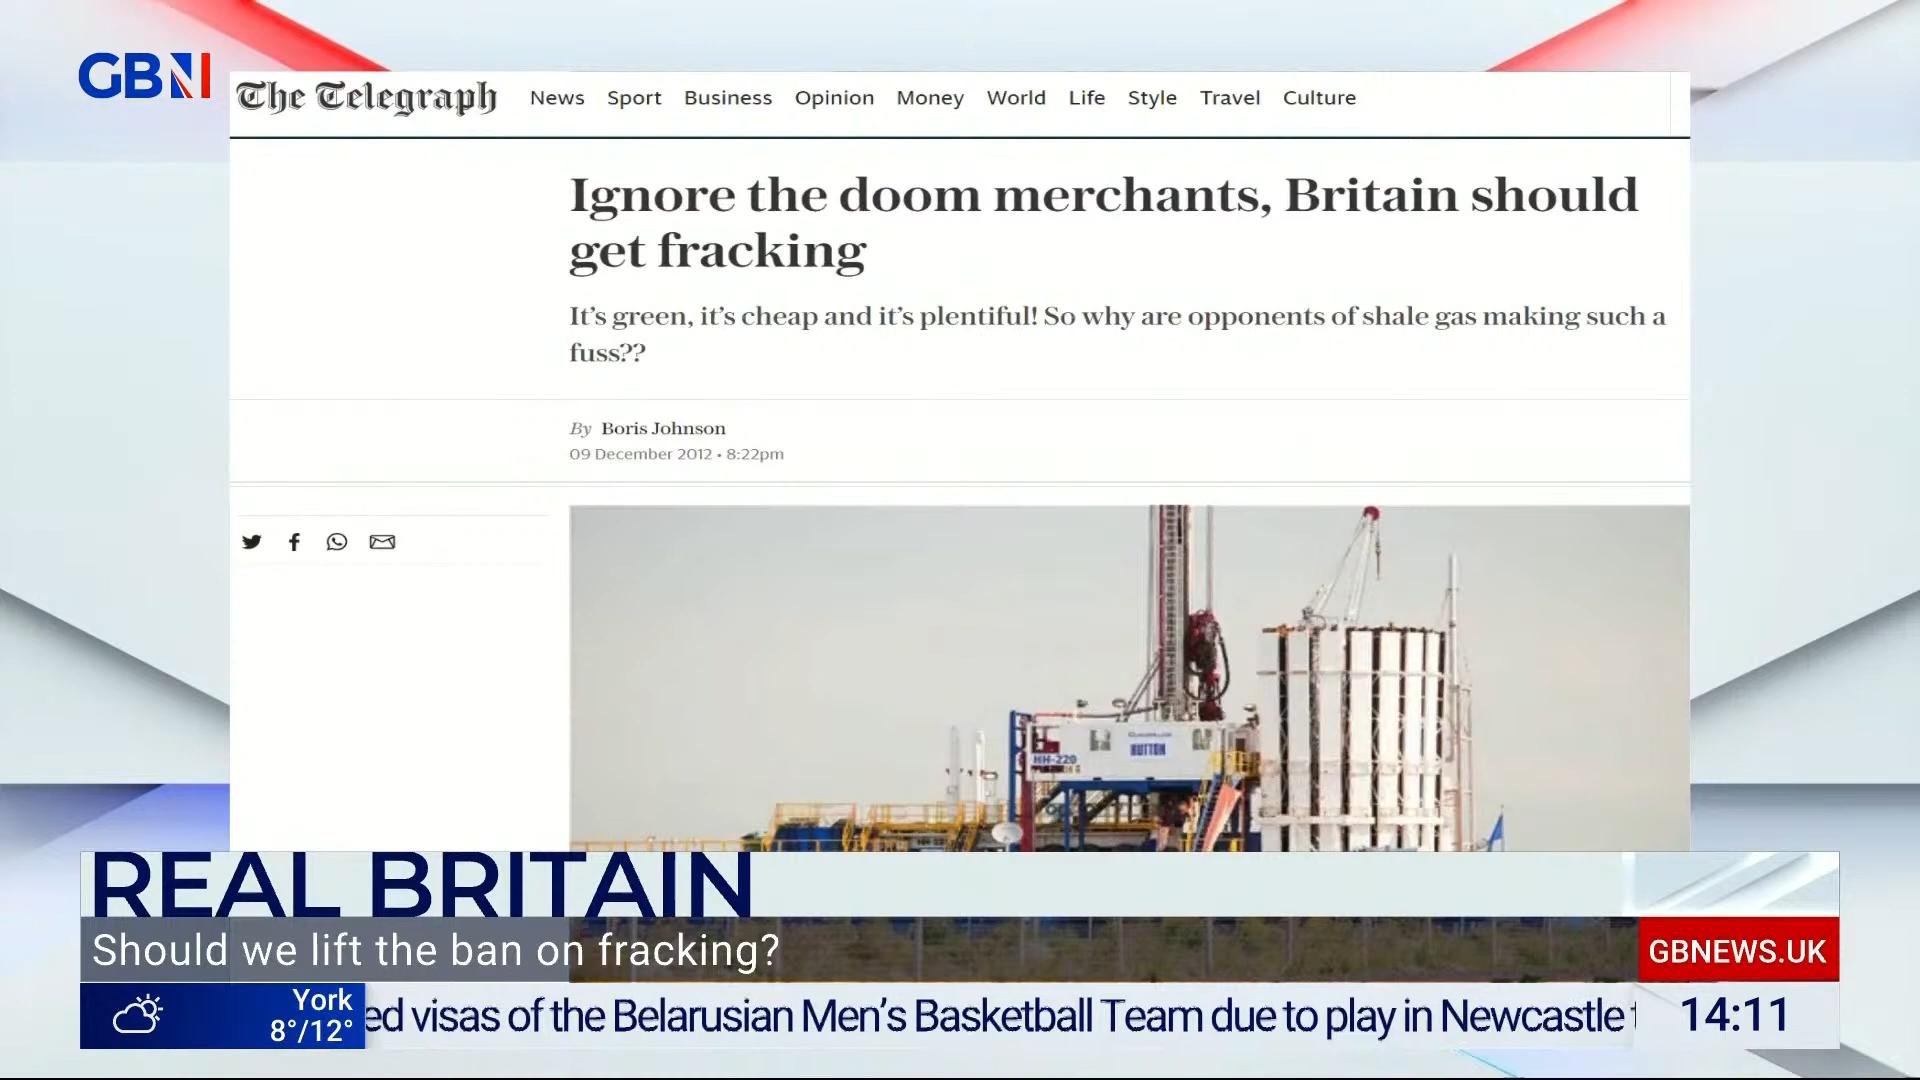 GBN
The Telegraph
News Sport Business Opinion Money World Life Style Travel Culture
Ignore the doom merchants, Britain should
get fracking
It's green, it's cheap and it's plentiful! So why are opponents of shale gas making such a
fuss??
By Boris Johnson
09 December 2012 • 8:22pm
HUTTON
HH-220
REAL BRITAIN
Should we lift the ban on fracking?
GBNEWS.UK
York
8°/12°
ed visas of the Belarusian Men's Basketball Team due to play in Newcastle
14:11